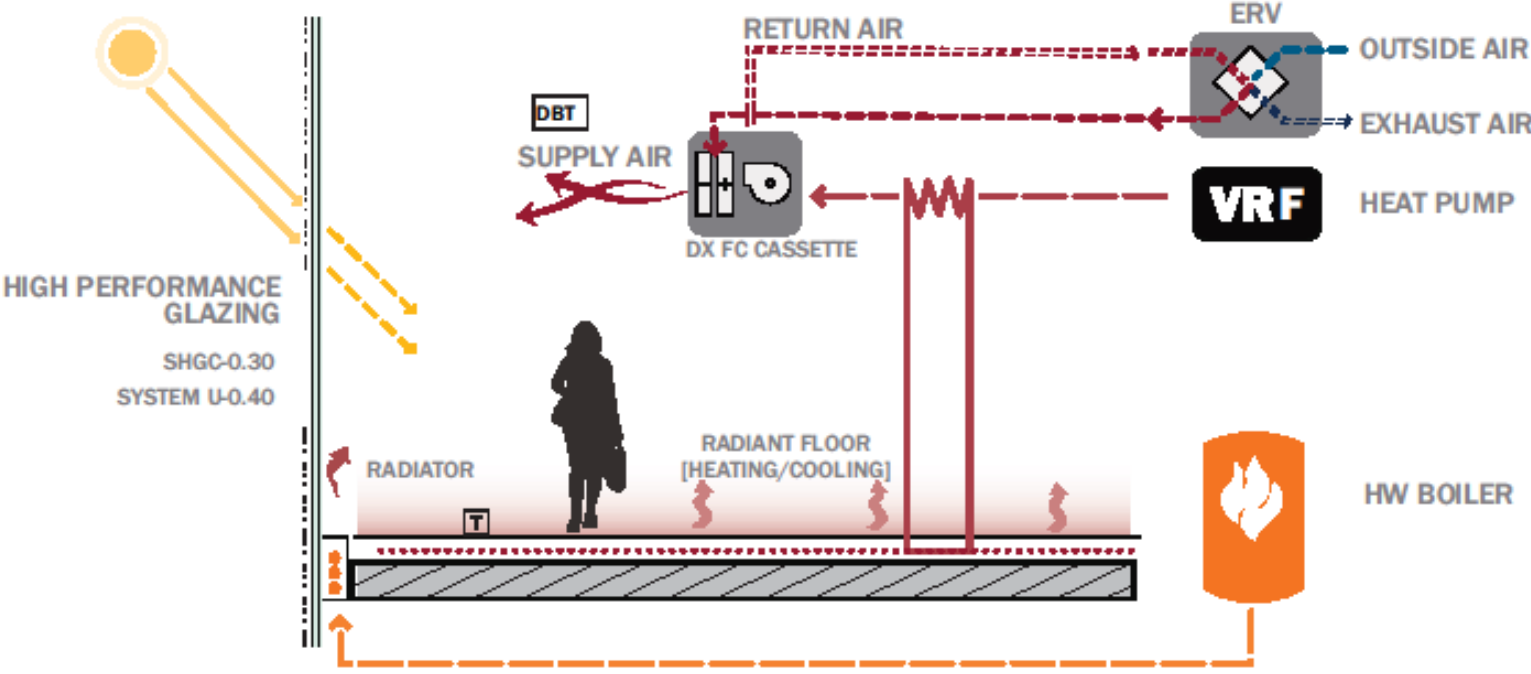 ERV
RETURN AIR
OUTSIDE AIR
DBT
EXHAUST AIR
SUPPLY AIR
VRF
HEAT PUMP
DX FC CASSETTE
HIGH PERFORMANCE
GLAZING
SHGC-0.30
SYSTEM U-0.40
RADIATOR
RADIANT FLOOR
[HEATING/COOLING]
HW BOILER
T